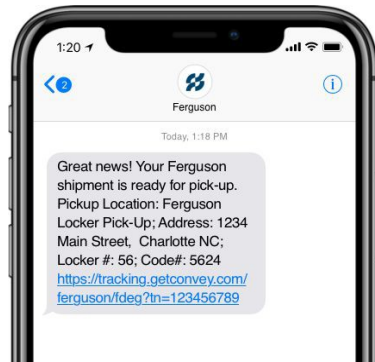 1:20
2
Ferguson
Today, 1:18 PM
Great news! Your Ferguson
shipment is ready for pick-up.
Pickup Location: Ferguson
Locker Pick-Up; Address: 1234
Main Street, Charlotte NC;
Locker #: 56; Code#: 5624
https://tracking.getconvey.com/
ferguson/fdeg?tn=123456789